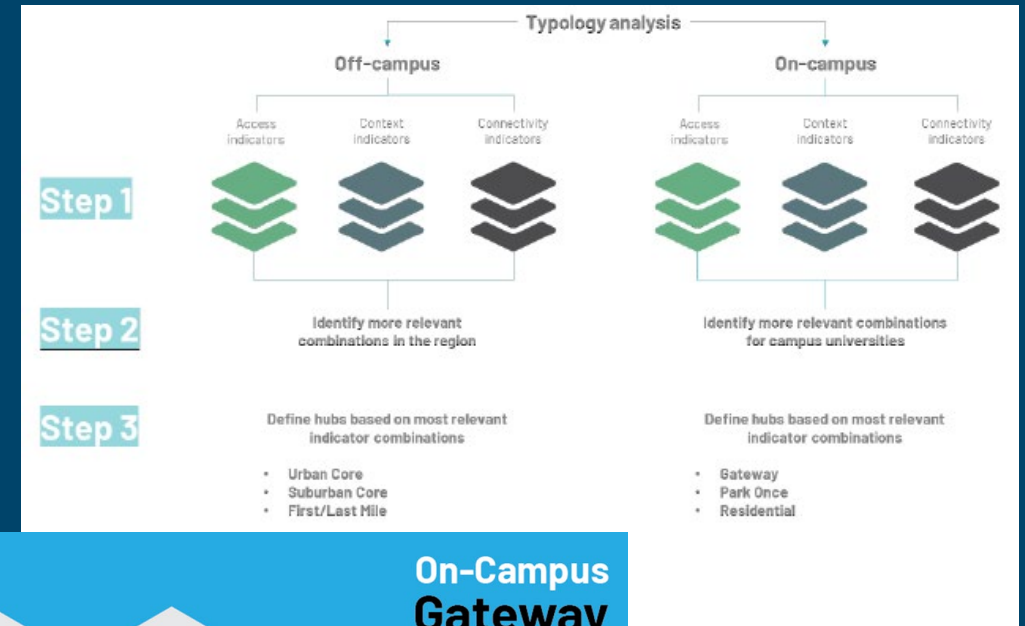 Typology analysis
Off-campus
On-campus
Access
indicators
Context
indicators
Connectivity
indicators
Access
indicators
Context
indicators
Connectivity
indicators
Step 1
Step 2
Identify more relevant
combinations in the region
Identify more relevant combinations
for campus universities
Step 3
Define hubs based on most relevant
indicator combinations
• Urban Core
• Suburban Core
• First/Last Mile
Define hubs based on most relevant
indicator combinations
• Gateway
• Park Once
• Residential
On-Campus
Gateway